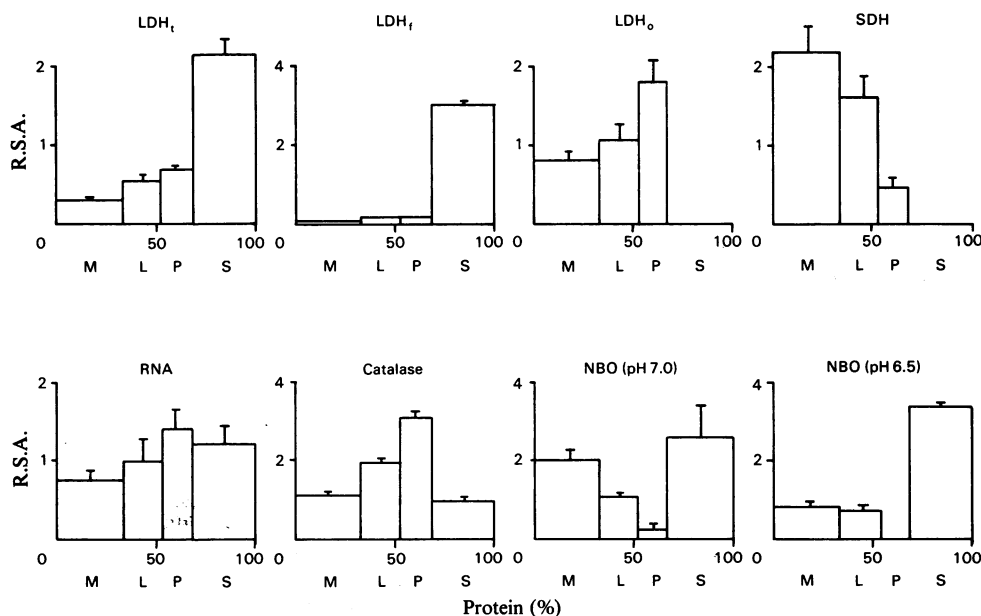 LDHt LDHf LDHo SDH
R.S.A.
2 4 2 2
1 2 1 1
0 50 100 0 50 100 0 50 100 0 50 100
M L P S M L P S M L P S M L P S
RNA Catalase NBO (pH 7.0) NBO (pH 6.5)
R.S.A.
2 4 4 4
1 2 2 2
0 50 100 0 50 100 0 50 100 0 50 100
M L P S M L P S M L P S M L P S
Protein (%)